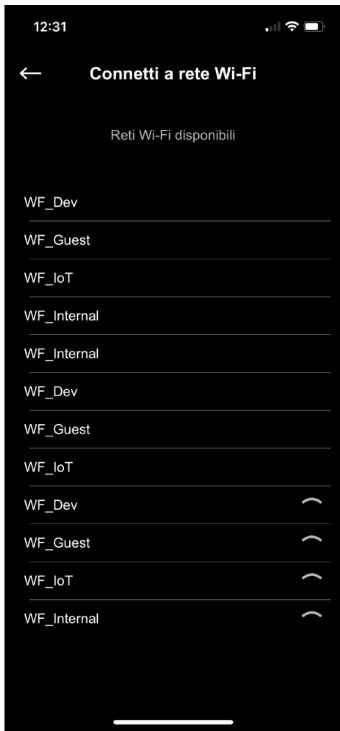 12:31
Connetti a rete Wi-Fi
Reti Wi-Fi disponibili
WF_Dev
WF_Guest
WF_IoT
WF_Internal
WF_Internal
WF_Dev
WF_Guest
WF_IoT
WF_Dev
WF_Guest
WF_IoT
WF_Internal